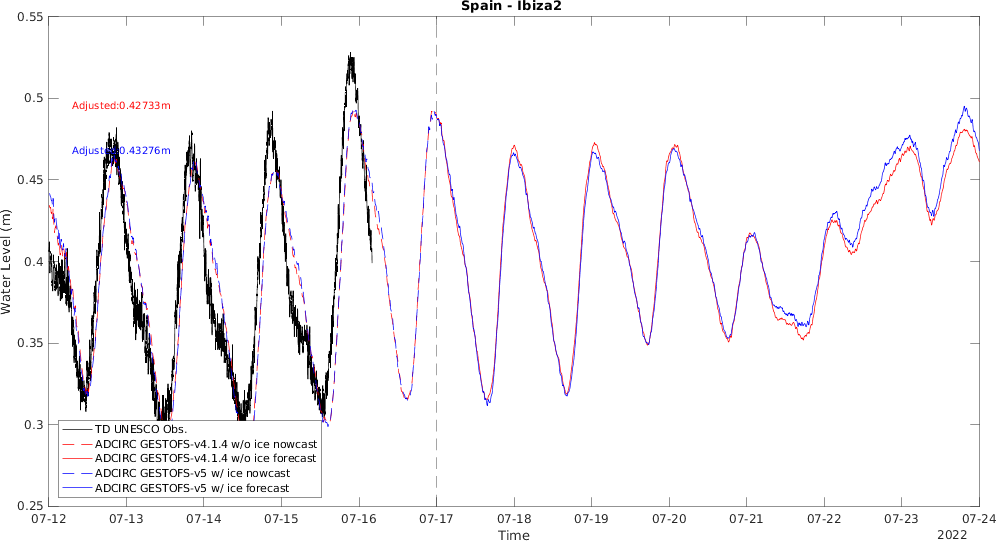 Spain - Ibiza2
0.55
0.5
0.45
0.4
0.35
0.3
0.25
Water Level (m)
Adjusted:0.42733m
Adjusted:0.43276m
TD UNESCO Obs.
ADCIRC GESTOFS-v4.1.4 w/o ice nowcast
ADCIRC GESTOFS-v4.1.4 w/o ice forecast
ADCIRC GESTOFS-v5 w/ ice nowcast
ADCIRC GESTOFS-v5 w/ ice forecast
07-12 07-13 07-14 07-15 07-16 07-17 07-18 07-19 07-20 07-21 07-22 07-23 07-24
Time
2022